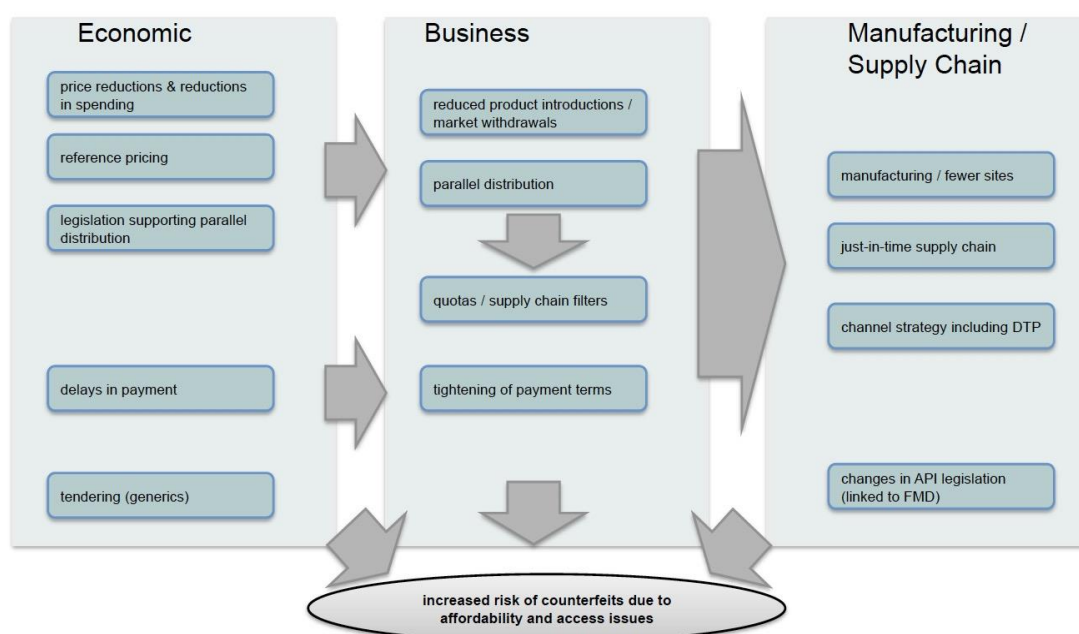 Economic
price reductions & reductions
in spending
reference pricing
legislation supporting parallel
distribution
delays in payment
tendering (generics)
Business
reduced product introductions /
market withdrawals
parallel distribution
quotas / supply chain filters
tightening of payment terms
Manufacturing /
Supply Chain
manufacturing / fewer sites
just-in-time supply chain
channel strategy including DTP
changes in API legislation
(linked to FMD)
increased risk of counterfeits due to
affordability and access issues